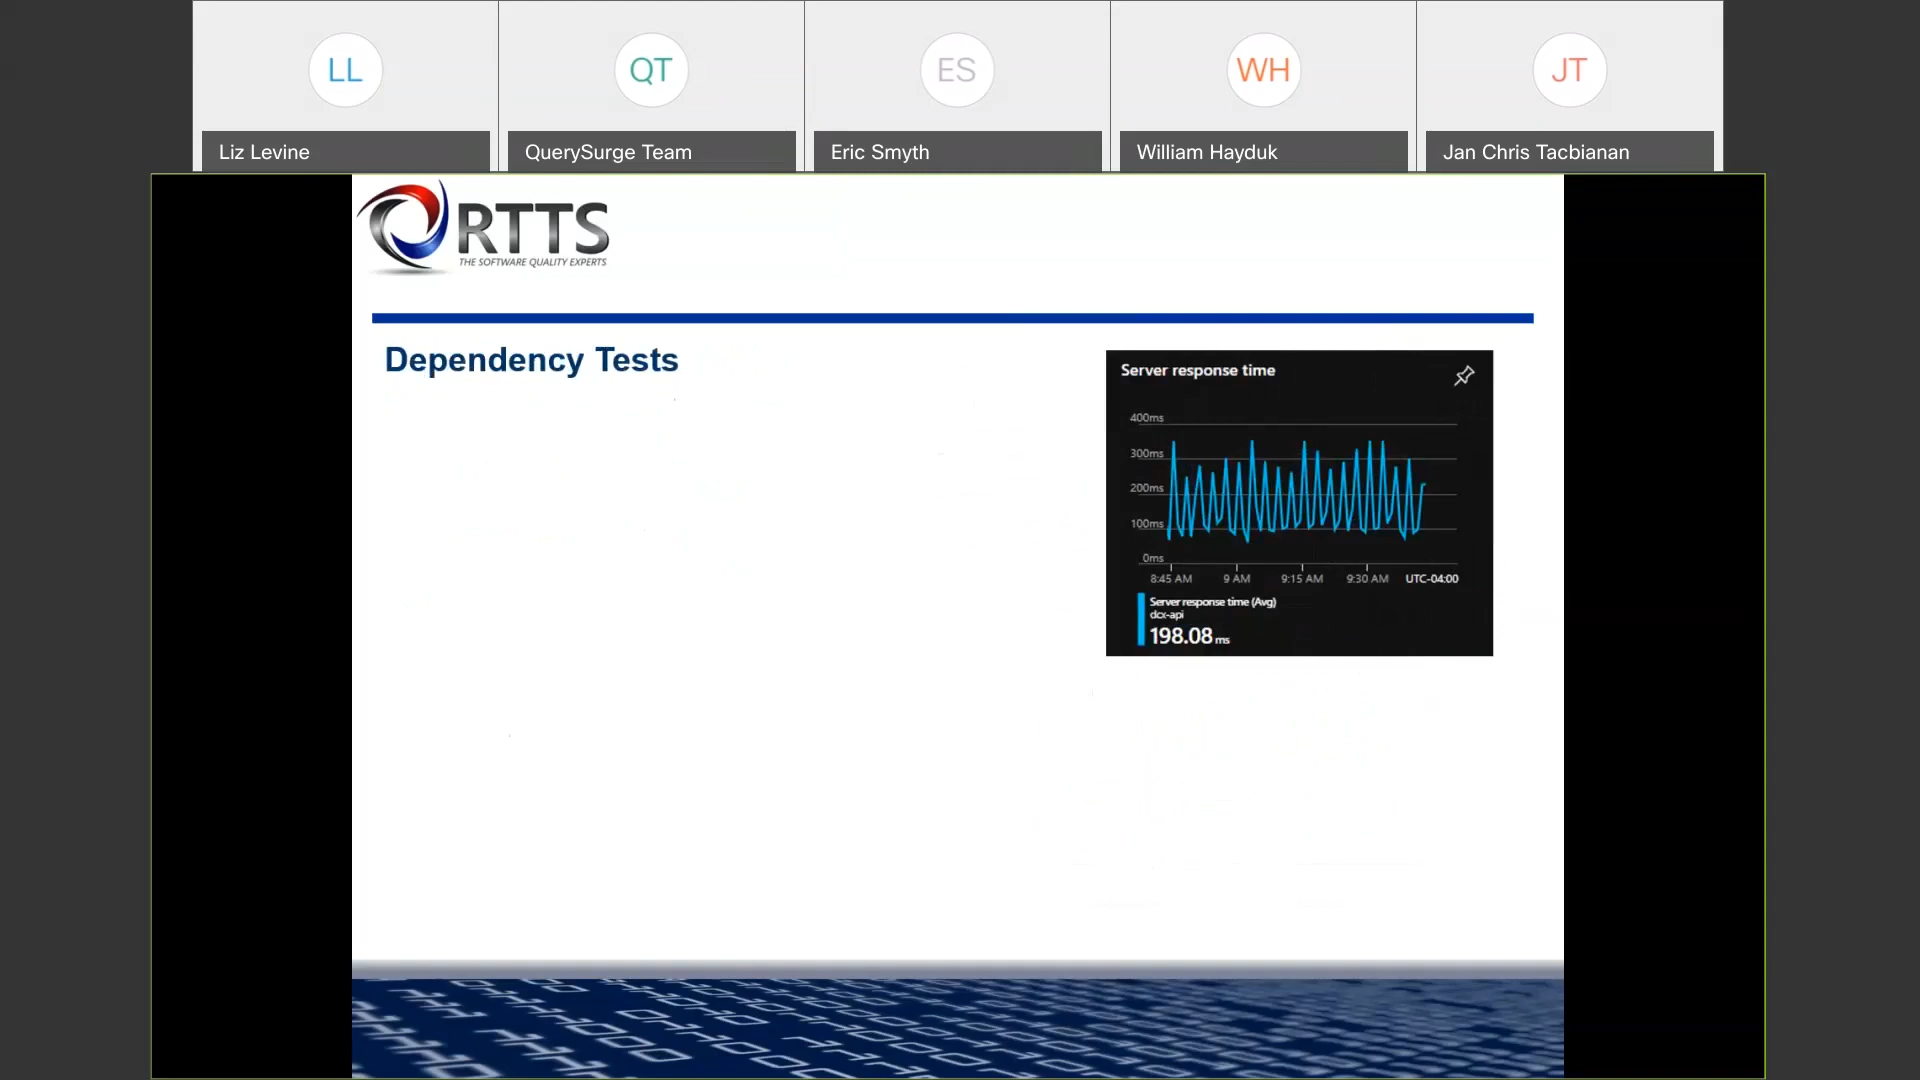 LL
QT
ES
WH
JT
Liz Levine
QuerySurge Team
Eric Smyth
William Hayduk
Jan Chris Tacbianan
RTTS
THE SOFTWARE QUALITY EXPERTS
Dependency Tests
Server response time
400ms
300ms
200ms
100ms
0ms
8:45 AM 9 AM 9:15 AM 9:30 AM UTC-04:00
Server response time (Avg)
dcx-api
198.08 ms